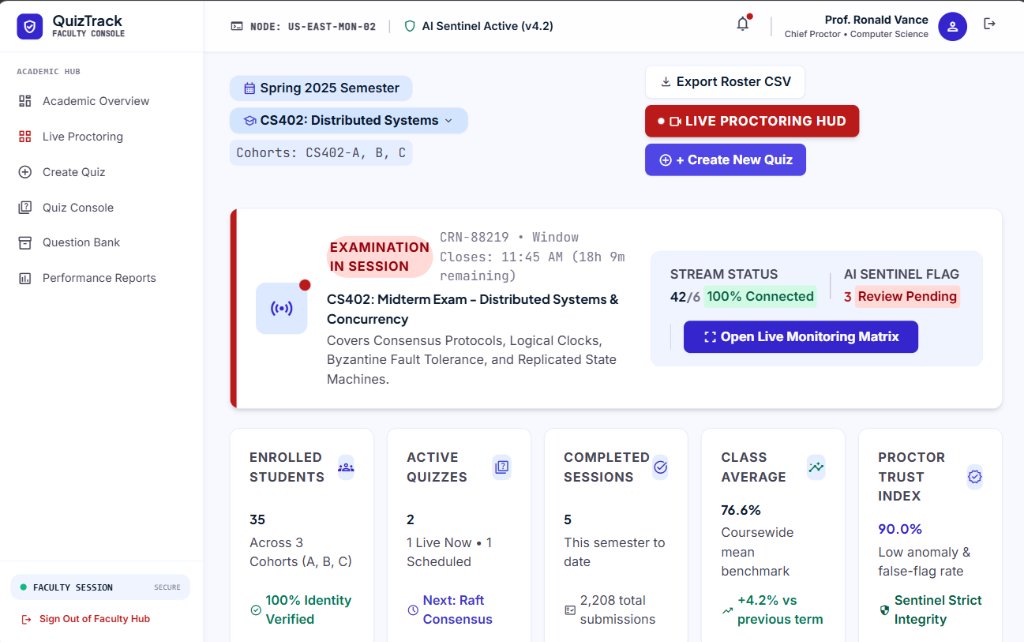 QuizTrack
FACULTY CONSOLE
NODE: US-EAST-MON-02
AI Sentinel Active (v4.2)
Prof. Ronald Vance
Chief Proctor • Computer Science
ACADEMIC HUB
Academic Overview
Live Proctoring
Create Quiz
Quiz Console
Question Bank
Performance Reports
FACULTY SESSION
SECURE
Sign Out of Faculty Hub
Spring 2025 Semester
CS402: Distributed Systems
Cohorts: CS402-A, B, C
Export Roster CSV
LIVE PROCTORING HUD
+ Create New Quiz
EXAMINATION
IN SESSION
CRN-88219 • Window
Closes: 11:45 AM (18h 9m
remaining)
CS402: Midterm Exam – Distributed Systems &
Concurrency
Covers Consensus Protocols, Logical Clocks,
Byzantine Fault Tolerance, and Replicated State
Machines.
STREAM STATUS
42/6 100% Connected
AI SENTINEL FLAG
3 Review Pending
Open Live Monitoring Matrix
ENROLLED
STUDENTS
35
Across 3
Cohorts (A, B, C)
100% Identity
Verified
ACTIVE
QUIZZES
2
1 Live Now • 1
Scheduled
Next: Raft
Consensus
COMPLETED
SESSIONS
5
This semester to
date
2,208 total
submissions
CLASS
AVERAGE
76.6%
Coursewide
mean
benchmark
+4.2% vs
previous term
PROCTOR
TRUST
INDEX
90.0%
Low anomaly &
false-flag rate
Sentinel Strict
Integrity